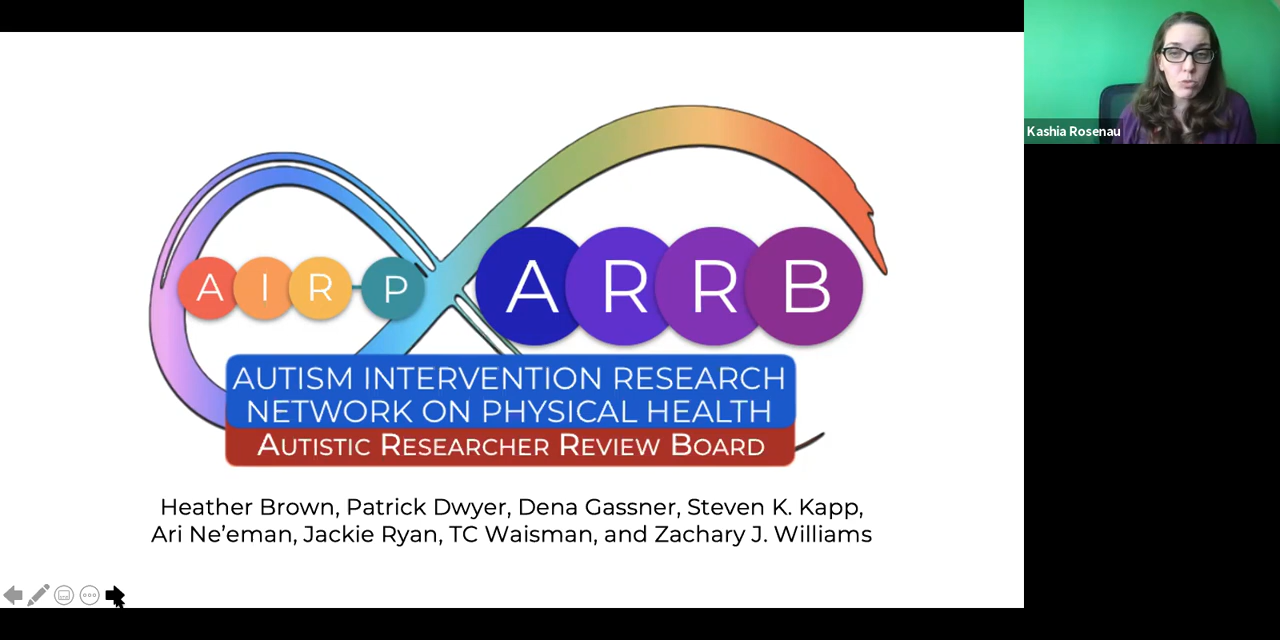 A I R-P
ARRB
AUTISM INTERVENTION RESEARCH
NETWORK ON PHYSICAL HEALTH
AUTISTIC RESEARCHER REVIEW BOARD
Heather Brown, Patrick Dwyer, Dena Gassner, Steven K. Kapp,
Ari Ne’eman, Jackie Ryan, TC Waisman, and Zachary J. Williams
Kashia Rosenau